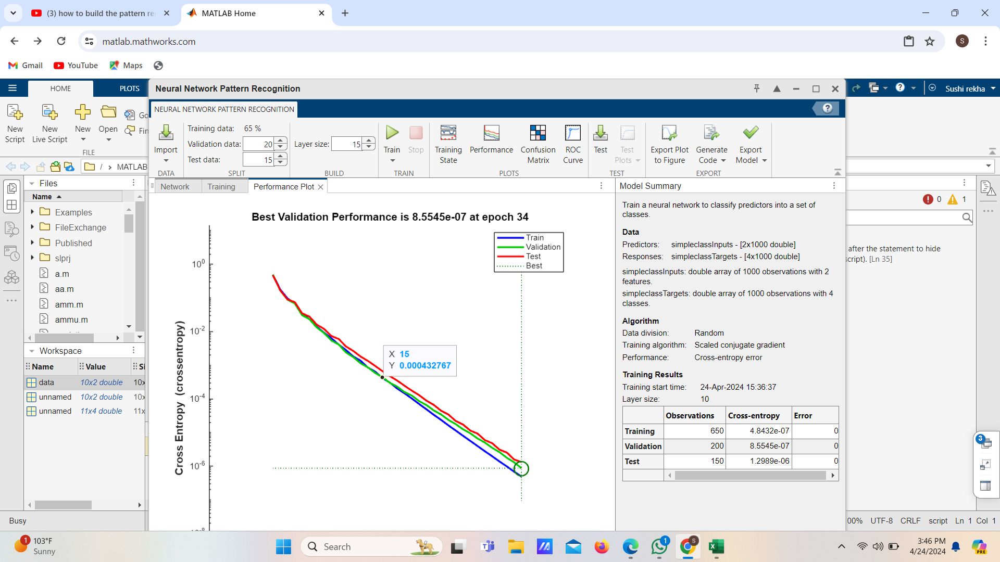 (3) how to build the pattern re
MATLAB Home
matlab.mathworks.com
S
Gmail
YouTube
Maps
HOME
PLOTS
Neural Network Pattern Recognition
Sushi rekha
NEURAL NETWORK PATTERN RECOGNITION
New Script
New Live Script
New
Open
Go
Fin
FILE
Import
DATA
Training data: 65 %
Validation data: 20
Test data: 15
SPLIT
Layer size: 15
BUILD
Train
Stop
TRAIN
Training State
Performance
Confusion Matrix
ROC Curve
PLOTS
Test
Test Plots
TEST
Export Plot to Figure
Generate Code
Export Model
EXPORT
/ > MATLAB
Files
Name
Examples
FileExchange
Published
slprj
a.m
aa.m
amm.m
ammu.m
Workspace
Name Value Si
data 10x2 double 10x
unnamed 10x2 double 10x
unnamed 11x4 double 11x
Busy
Network
Training
Performance Plot
Best Validation Performance is 8.5545e-07 at epoch 34
Train
Validation
Test
Best
10^0
10^-2
10^-4
10^-6
Cross Entropy (crossentropy)
X 15
Y 0.000432767
Model Summary
Train a neural network to classify predictors into a set of
classes.
Data
Predictors: simpleclassInputs - [2x1000 double]
Responses: simpleclassTargets - [4x1000 double]
simpleclassInputs: double array of 1000 observations with 2
features.
simpleclassTargets: double array of 1000 observations with 4
classes.
Algorithm
Data division: Random
Training algorithm: Scaled conjugate gradient
Performance: Cross-entropy error
Training Results
Training start time: 24-Apr-2024 15:36:37
Layer size: 10
Observations Cross-entropy Error
Training 650 4.8432e-07 0
Validation 200 8.5545e-07 0
Test 150 1.2989e-06 0
0 1
after the statement to hide
script). [Ln 35]
3
00% UTF-8 CRLF script Ln 1 Col 1
1
103°F
Sunny
Search
1
S
PRE
3:46 PM
4/24/2024